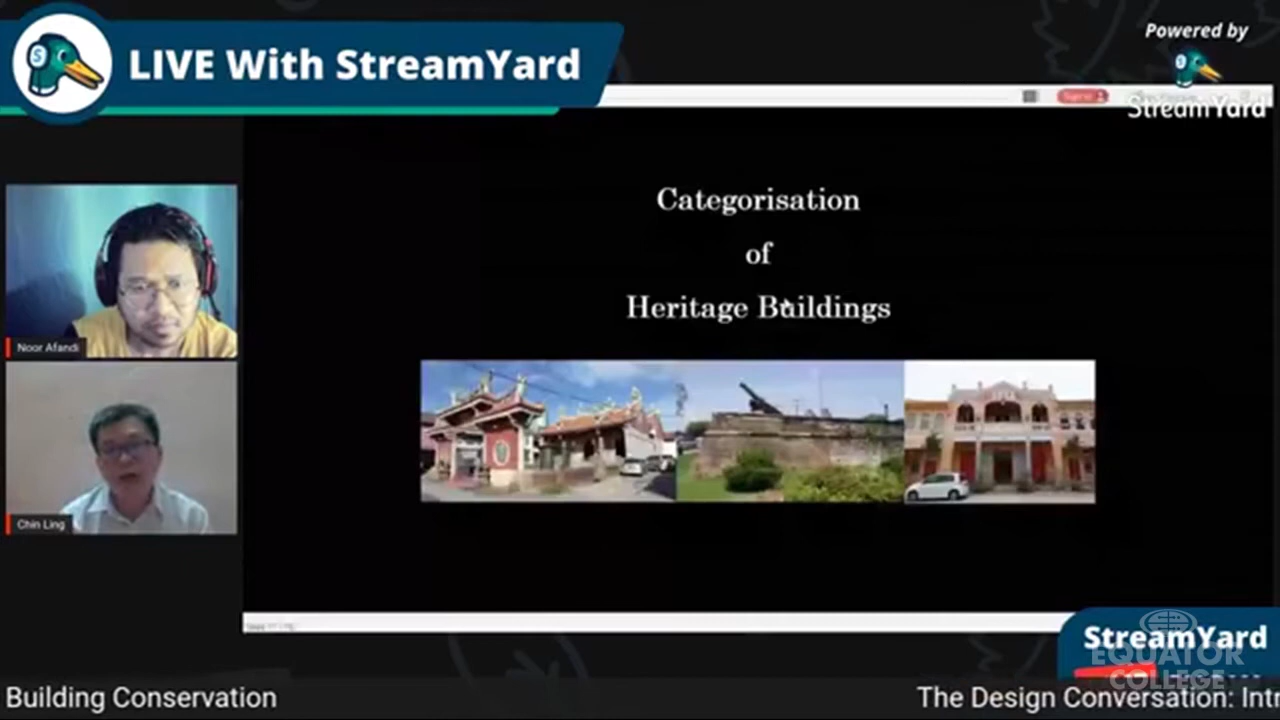 LIVE With StreamYard
Powered by
StreamYard
Categorisation
of
Heritage Buildings
Noor Afandi
Chin Ling
StreamYard
EQUATOR
COLLEGE
Building Conservation
The Design Conversation: Intr